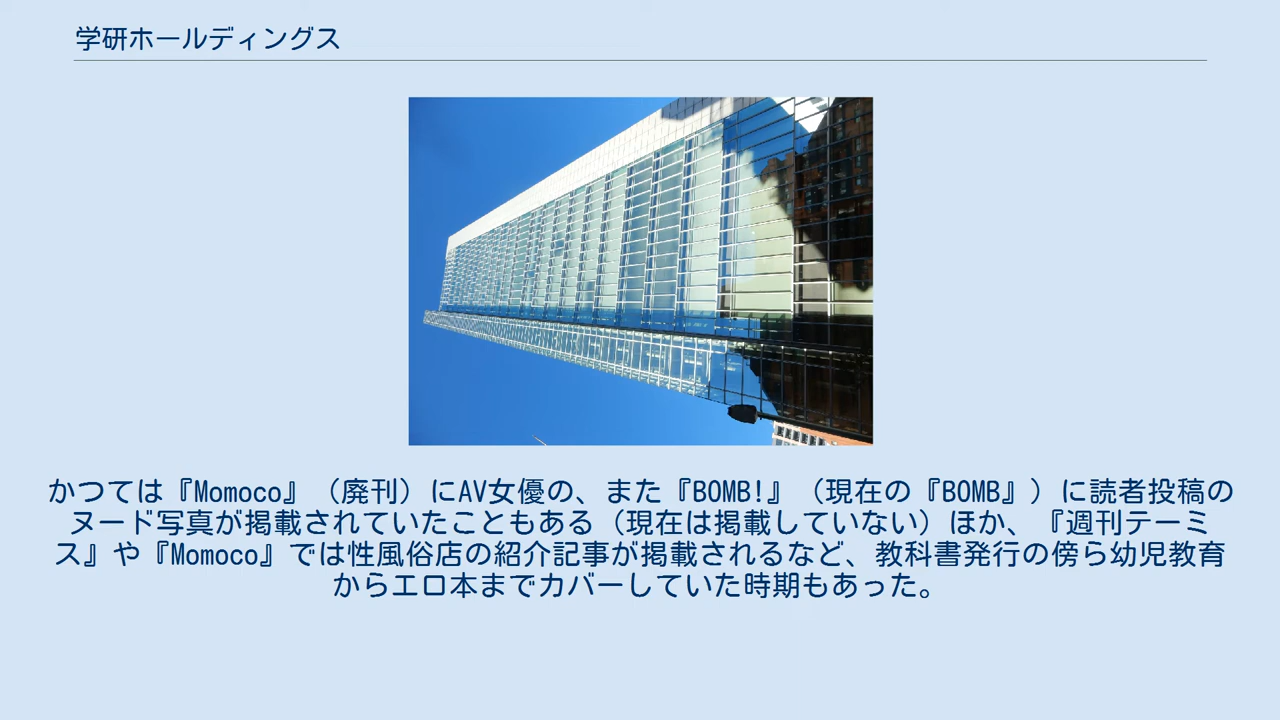 学研ホールディングス
かつては『Momoco』（廃刊）にAV女優の、また『BOMB!』（現在の『BOMB』）に読者投稿の
ヌード写真が掲載されていたこともある（現在は掲載していない）ほか、『週刊テーミ
ス』や『Momoco』では性風俗店の紹介記事が掲載されるなど、教科書発行の傍ら幼児教育
からエロ本までカバーしていた時期もあった。